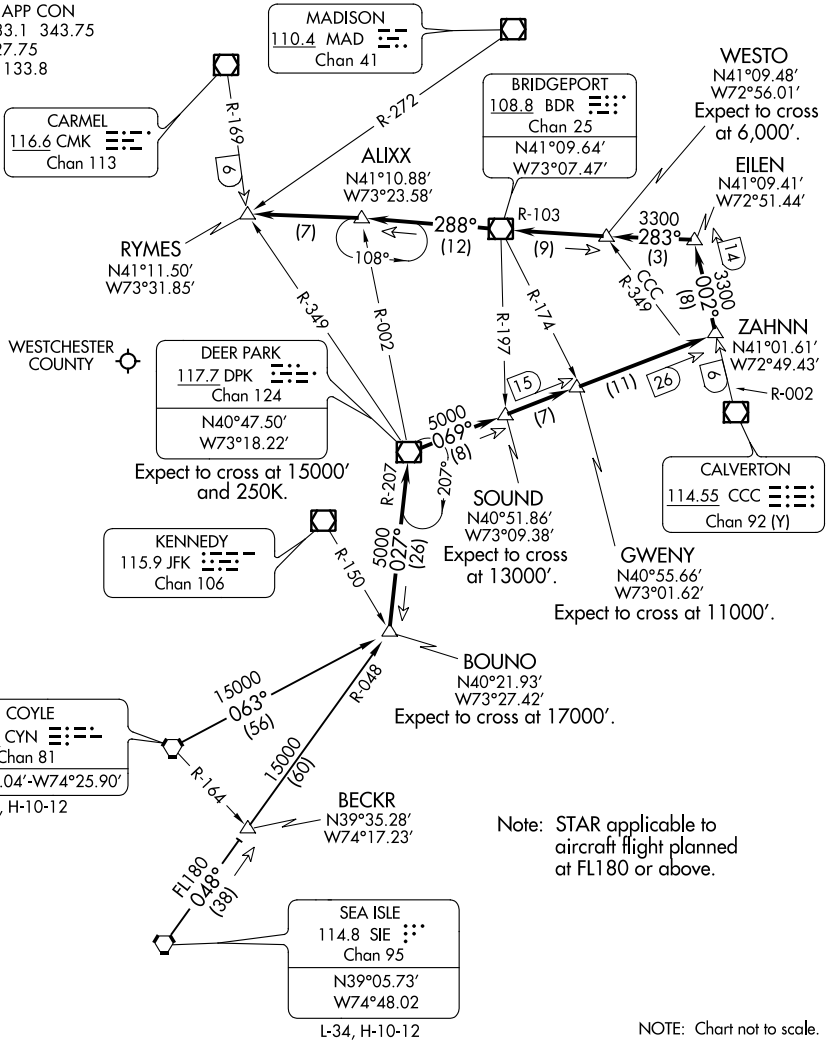 APP CON
33.1 343.75
27.75
133.8
MADISON
110.4 MAD
Chan 41
CARMEL
116.6 CMK
Chan 113
R-169
9
R-272
BRIDGEPORT
108.8 BDR
Chan 25
N41°09.64'
W73°07.47'
WESTO
N41°09.48'
W72°56.01'
Expect to cross
at 6,000'.
EILEN
N41°09.41'
W72°51.44'
ALIXX
N41°10.88'
W73°23.58'
RYMES
N41°11.50'
W73°31.85'
(7)
108°
288°
(12)
R-103
(9)
3300
283°
(3)
14
3300
002°
(8)
CCC
R-349
R-349
R-002
R-197
R-174
ZAHNN
N41°01.61'
W72°49.43'
WESTCHESTER
COUNTY
DEER PARK
117.7 DPK
Chan 124
N40°47.50'
W73°18.22'
Expect to cross at 15000'
and 250K.
15
(11)
26
9
R-002
5000
069°
(8)
(7)
R-207
207°
CALVERTON
114.55 CCC
Chan 92 (Y)
SOUND
N40°51.86'
W73°09.38'
Expect to cross
at 13000'.
GWENY
N40°55.66'
W73°01.62'
Expect to cross at 11000'.
KENNEDY
115.9 JFK
Chan 106
R-150
5000
027°
(26)
BOUNO
N40°21.93'
W73°27.42'
Expect to cross at 17000'.
15000
063°
(56)
R-048
15000
(60)
COYLE
CYN
Chan 81
.04'-W74°25.90'
, H-10-12
R-164
BECKR
N39°35.28'
W74°17.23'
FL180
048°
(38)
Note: STAR applicable to
aircraft flight planned
at FL180 or above.
SEA ISLE
114.8 SIE
Chan 95
N39°05.73'
W74°48.02
L-34, H-10-12
NOTE: Chart not to scale.